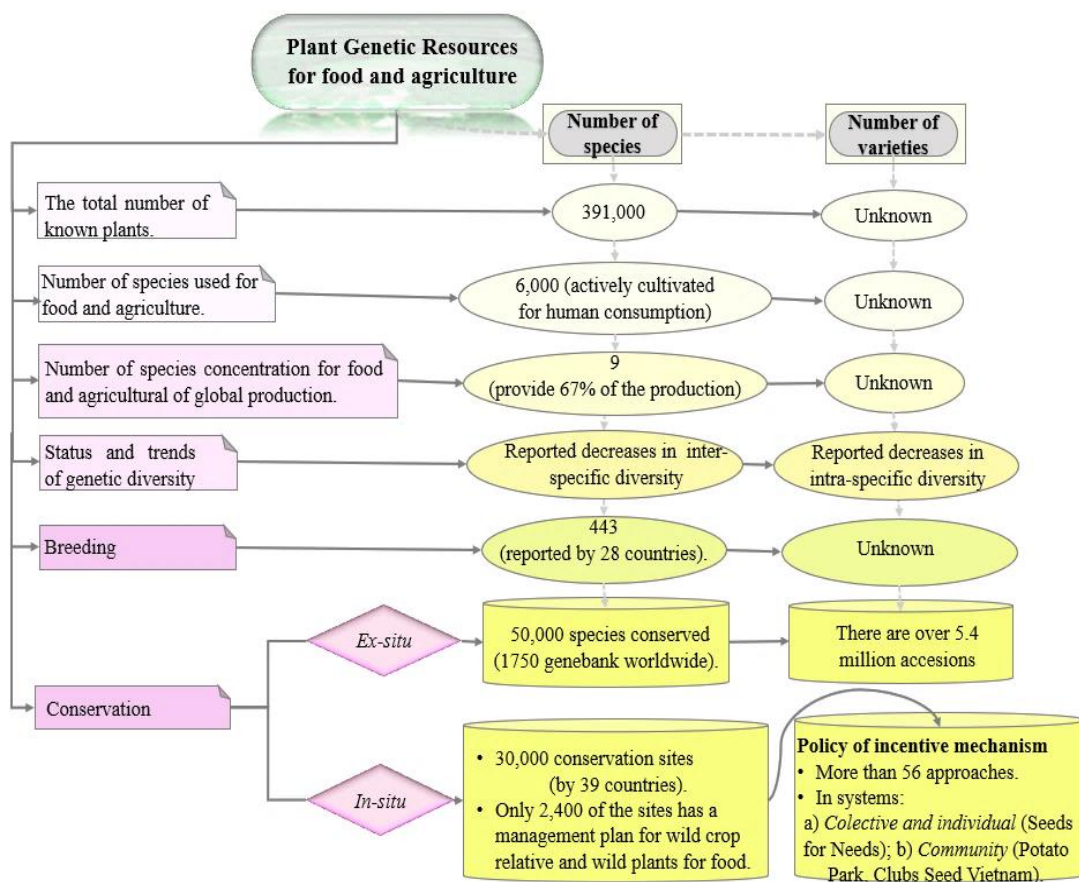 Plant Genetic Resources
for food and agriculture
Number of
species
Number of
varieties
The total number of
known plants.
391,000
Unknown
Number of species used for
food and agriculture.
6,000 (actively cultivated
for human consumption)
Unknown
Number of species concentration for food
and agricultural of global production.
9
(provide 67% of the production)
Unknown
Status and trends
of genetic diversity
Reported decreases in inter-
specific diversity
Reported decreases in
intra-specific diversity
Breeding
443
(reported by 28 countries).
Unknown
Conservation
Ex-situ
50,000 species conserved
(1750 genebank worldwide).
There are over 5.4
million accesions
In-situ
• 30,000 conservation sites
(by 39 countries).
• Only 2,400 of the sites has a
management plan for wild crop
relative and wild plants for food.
Policy of incentive mechanism
• More than 56 approaches.
• In systems:
a) Colective and individual (Seeds
for Needs); b) Community (Potato
Park, Clubs Seed Vietnam).